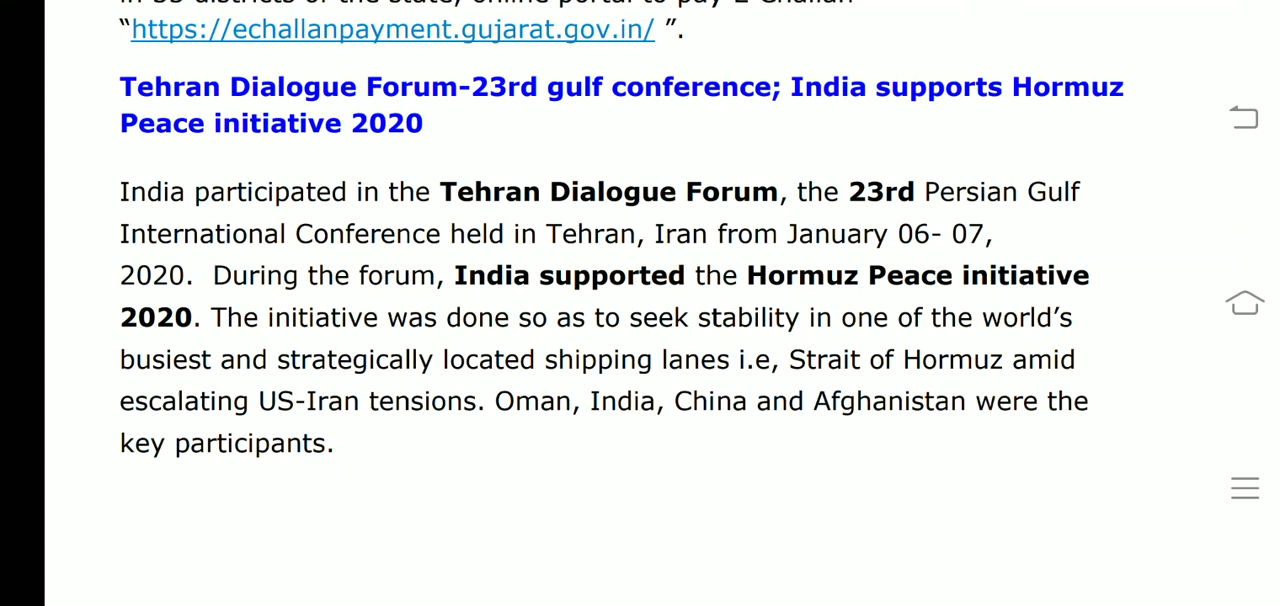 “https://echallanpayment.gujarat.gov.in/ ”.
Tehran Dialogue Forum-23rd gulf conference; India supports Hormuz
Peace initiative 2020
India participated in the Tehran Dialogue Forum, the 23rd Persian Gulf
International Conference held in Tehran, Iran from January 06- 07,
2020.  During the forum, India supported the Hormuz Peace initiative
2020. The initiative was done so as to seek stability in one of the world’s
busiest and strategically located shipping lanes i.e, Strait of Hormuz amid
escalating US-Iran tensions. Oman, India, China and Afghanistan were the
key participants.